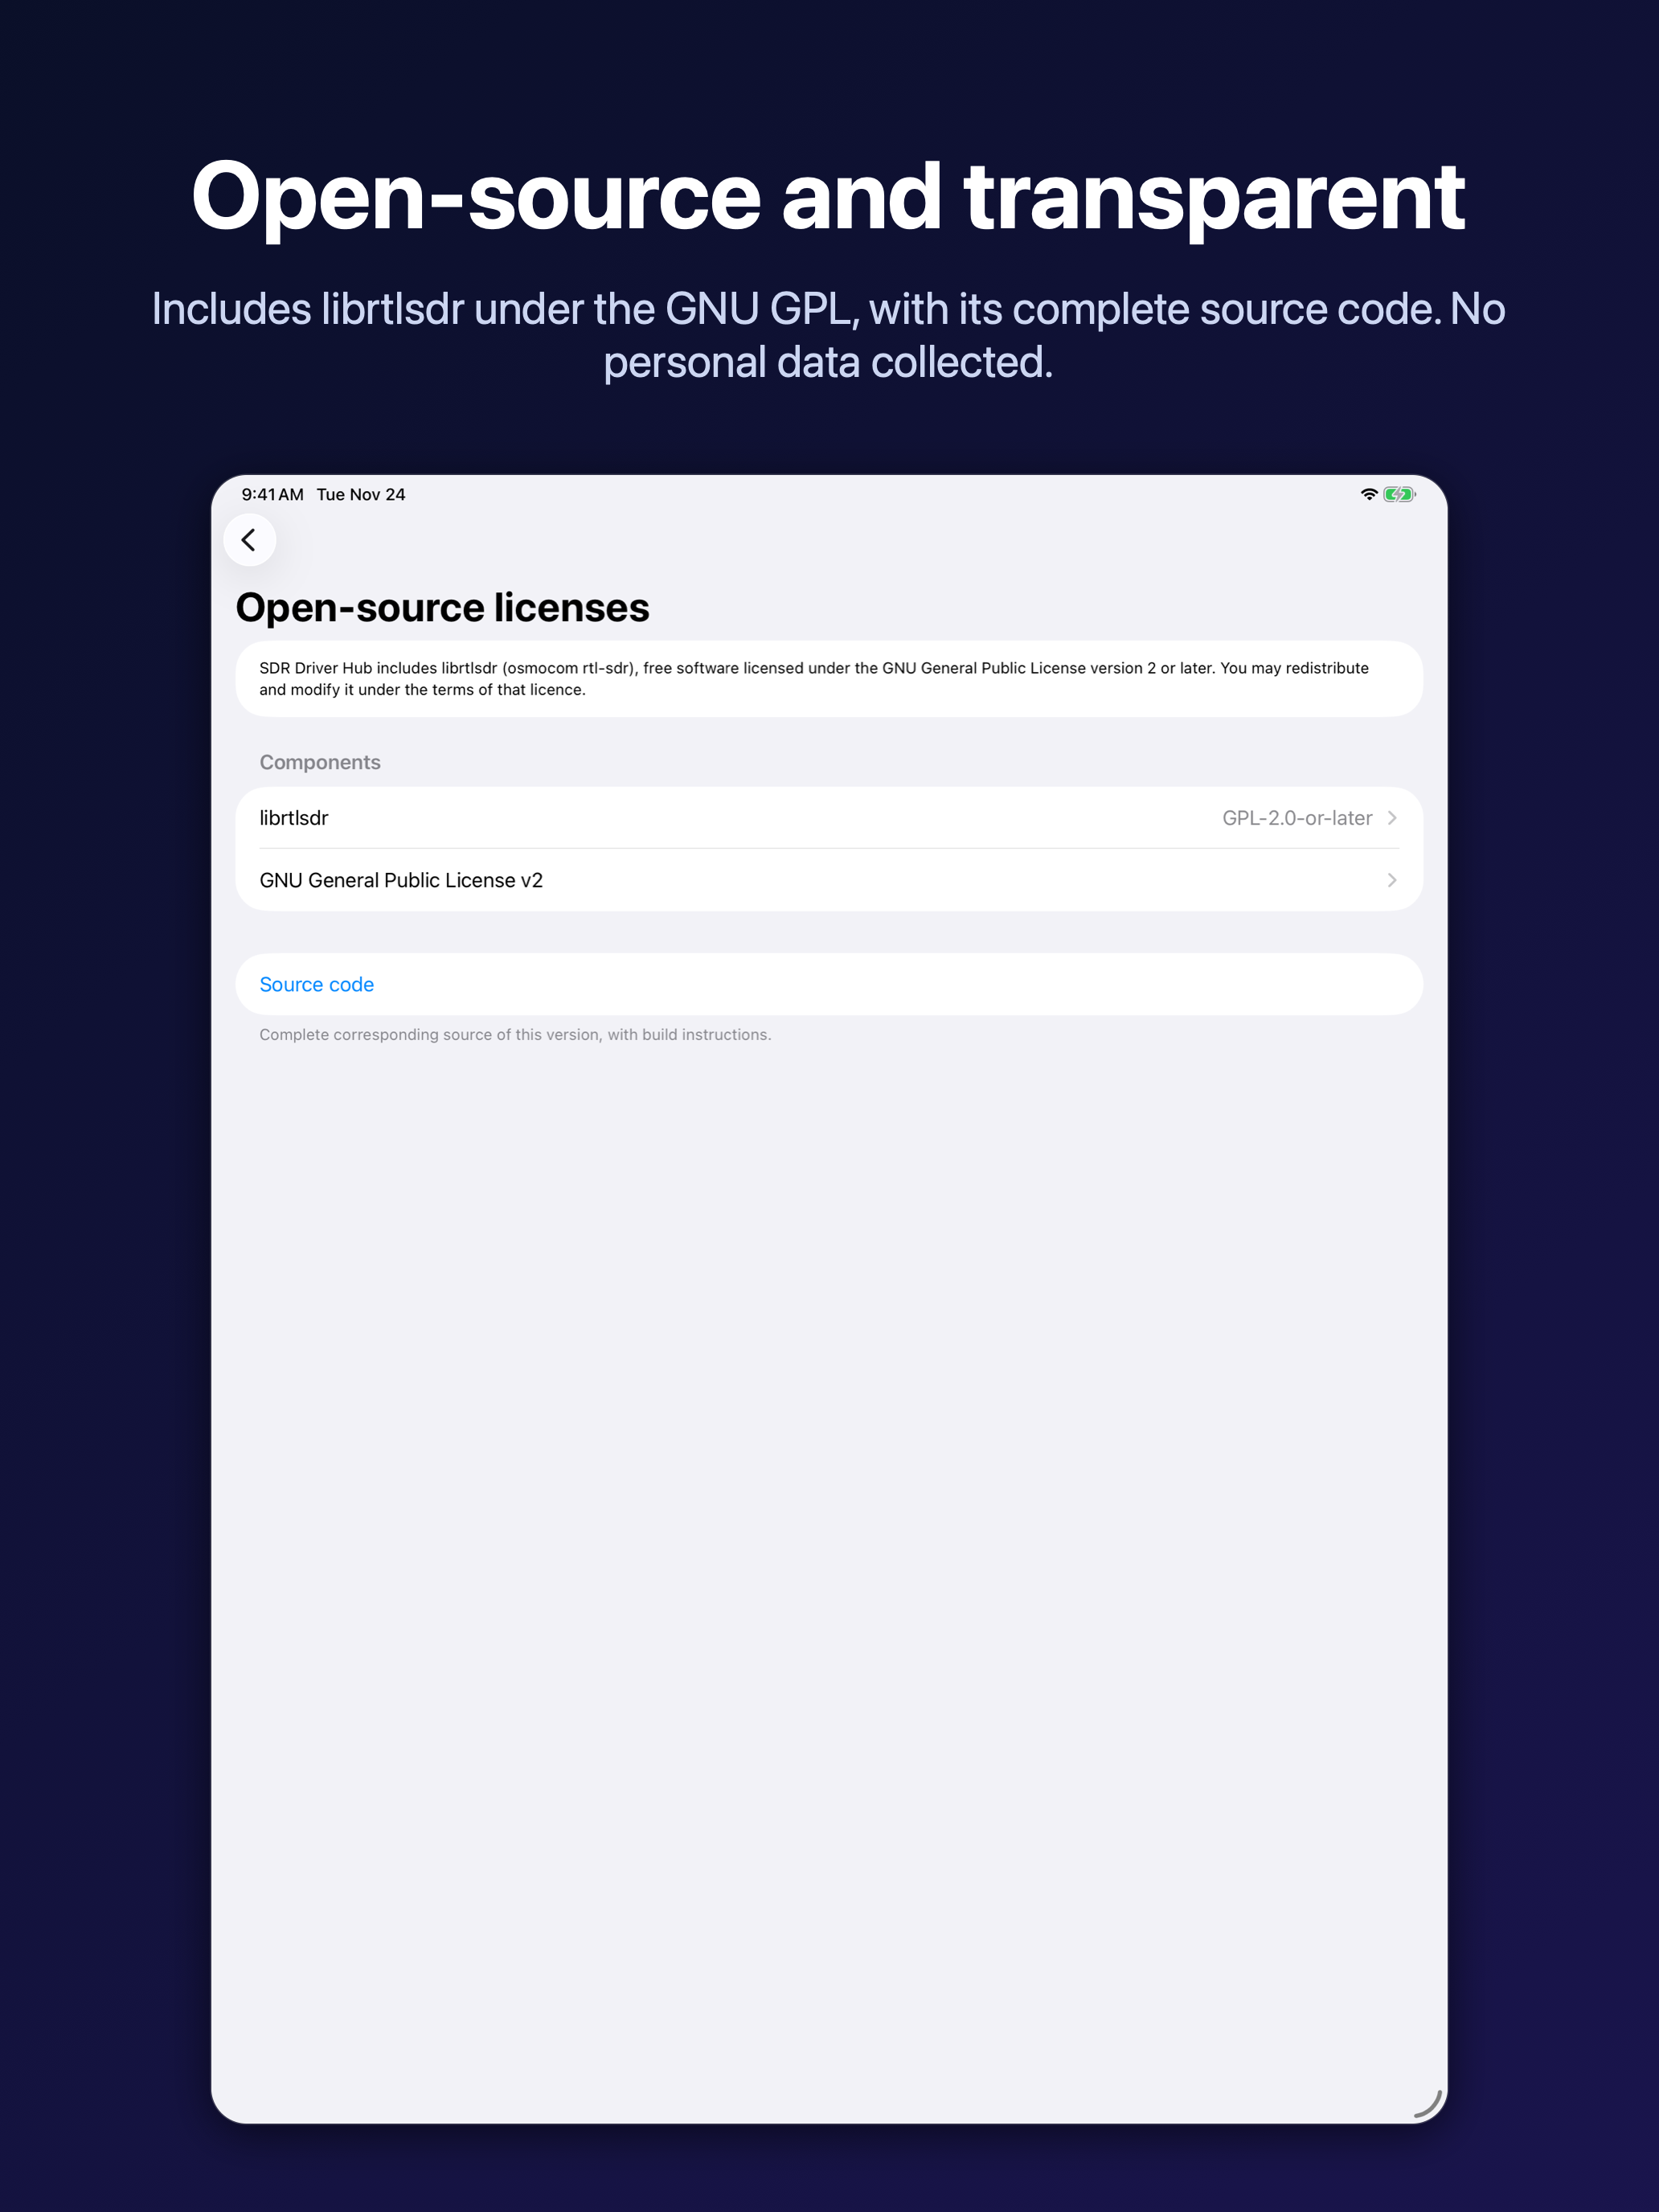 Open-source and transparent
Includes librtlsdr under the GNU GPL, with its complete source code. No
personal data collected.
9:41 AM Tue Nov 24
Open-source licenses
SDR Driver Hub includes librtlsdr (osmocom rtl-sdr), free software licensed under the GNU General Public License version 2 or later. You may redistribute
and modify it under the terms of that licence.
Components
librtlsdr GPL-2.0-or-later
GNU General Public License v2
Source code
Complete corresponding source of this version, with build instructions.